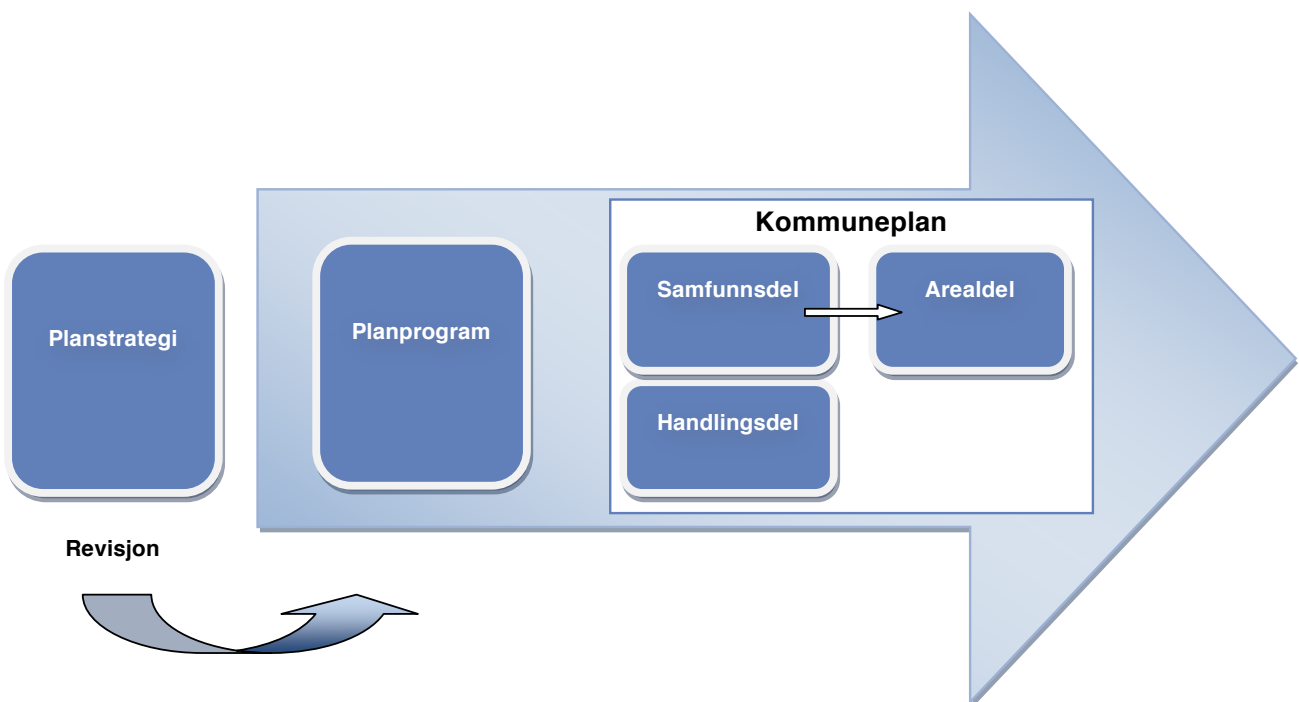 Planstrategi
Planprogram
Kommuneplan
Samfunnsdel
Arealdel
Handlingsdel
Revisjon